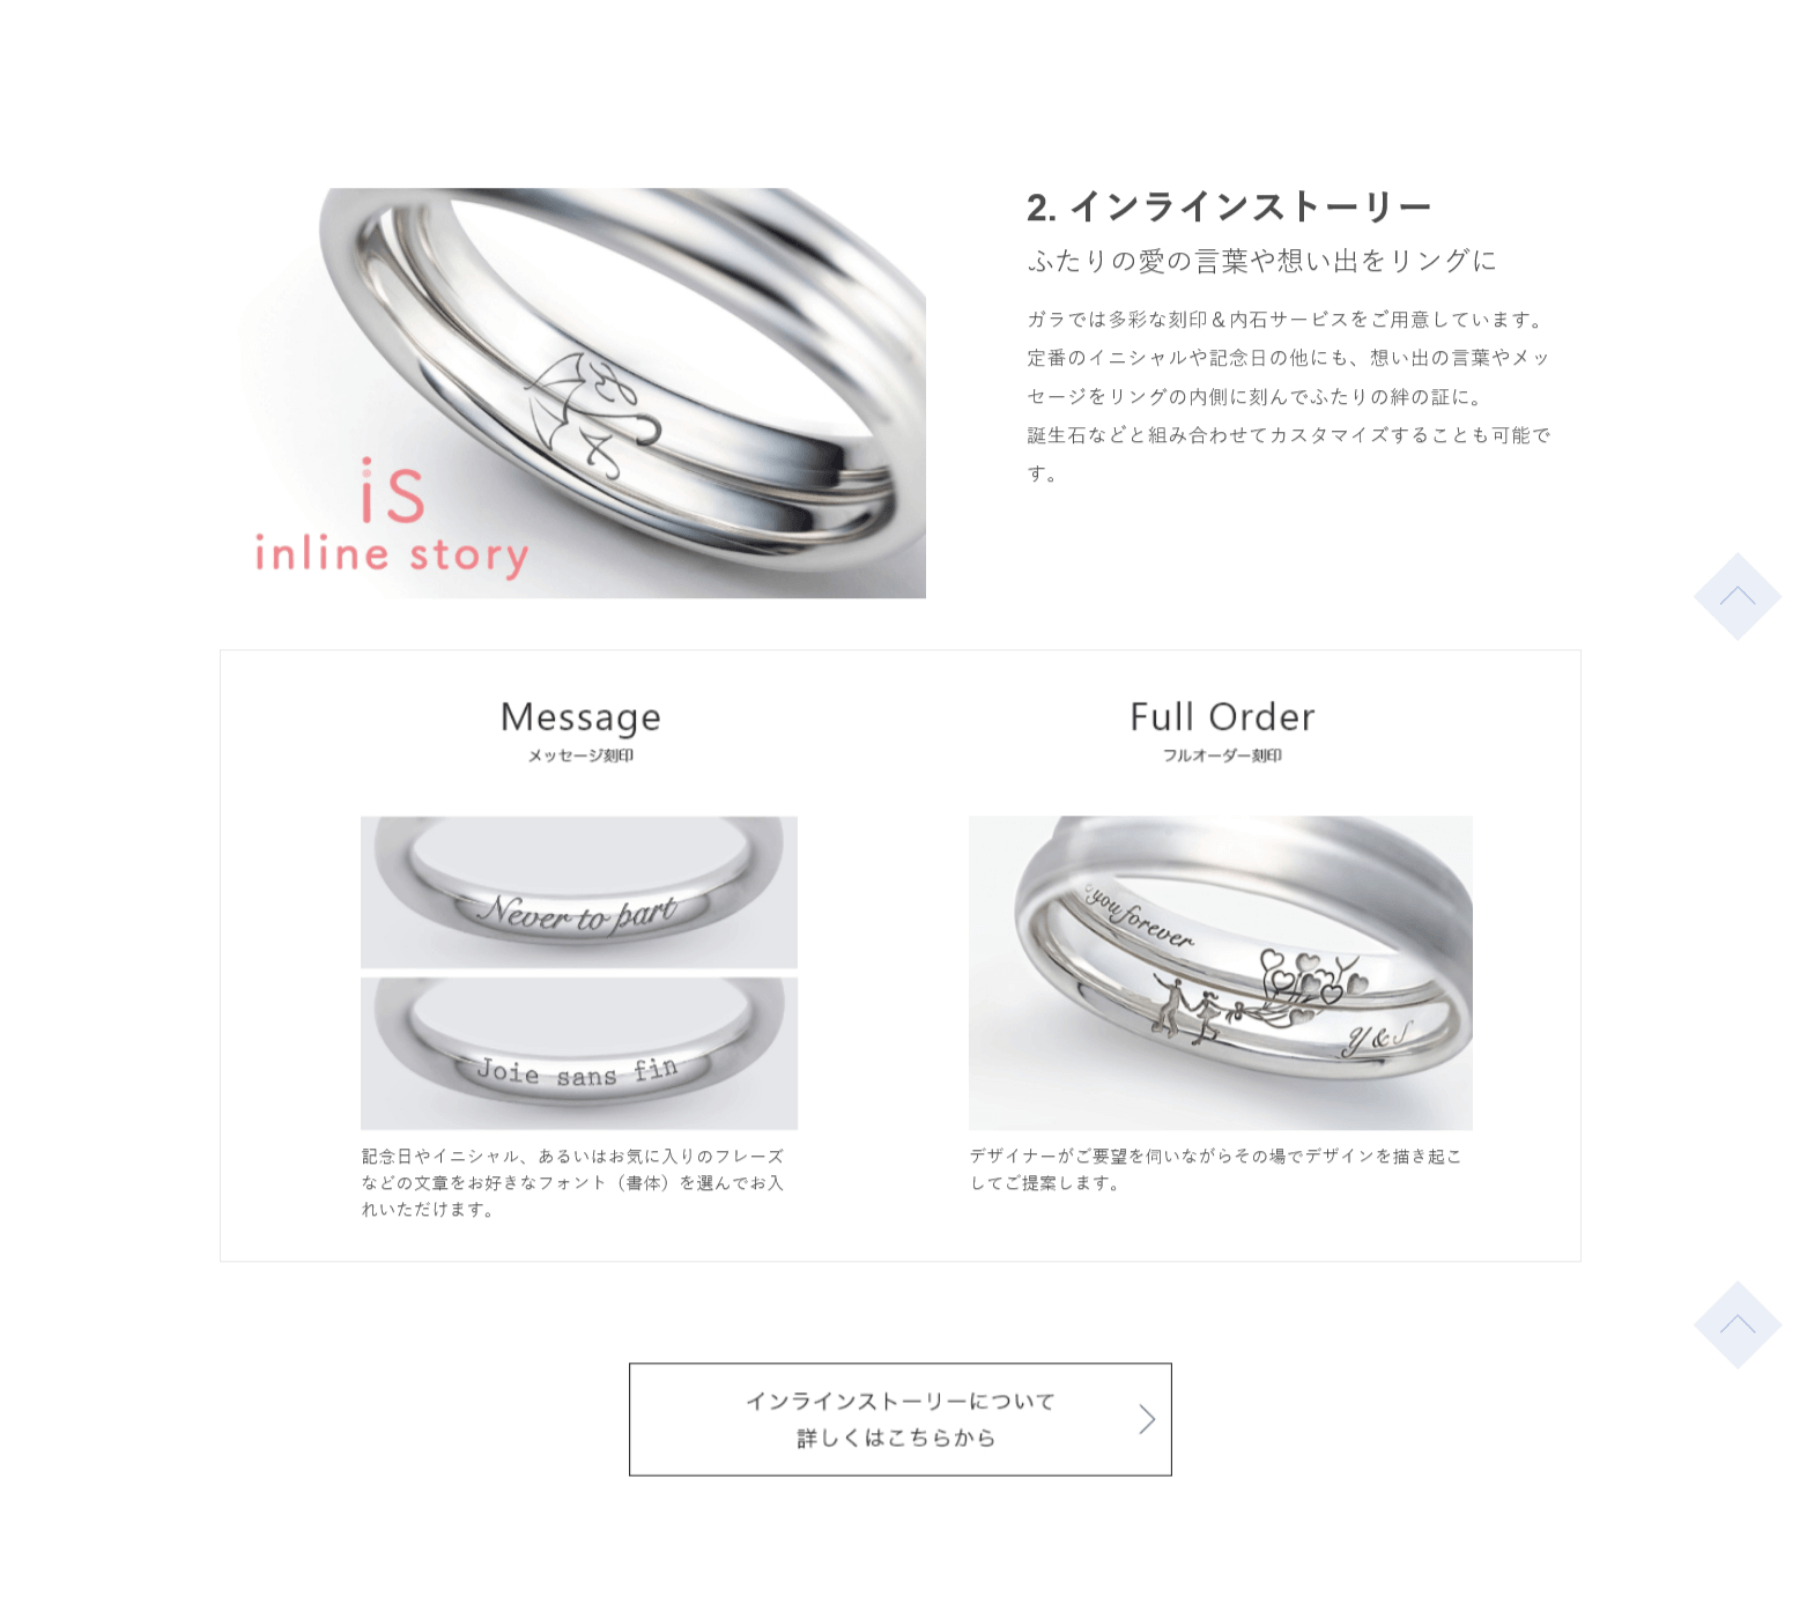 2. インラインストーリー
ふたりの愛の言葉や想い出をリングに
ガラでは多彩な刻印＆内石サービスをご用意しています。
定番のイニシャルや記念日の他にも、想い出の言葉やメッ
セージをリングの内側に刻んでふたりの絆の証に。
誕生石などと組み合わせてカスタマイズすることも可能で
す。
is
inline story
Message
メッセージ刻印
Never to part
Joie sans fin
記念日やイニシャル、あるいはお気に入りのフレーズ
などの文章をお好きなフォント（書体）を選んでお入
れいただけます。
Full Order
フルオーダー刻印
you forever
Y & S
デザイナーがご要望を伺いながらその場でデザインを描き起こ
してご提案します。
インラインストーリーについて
詳しくはこちらから